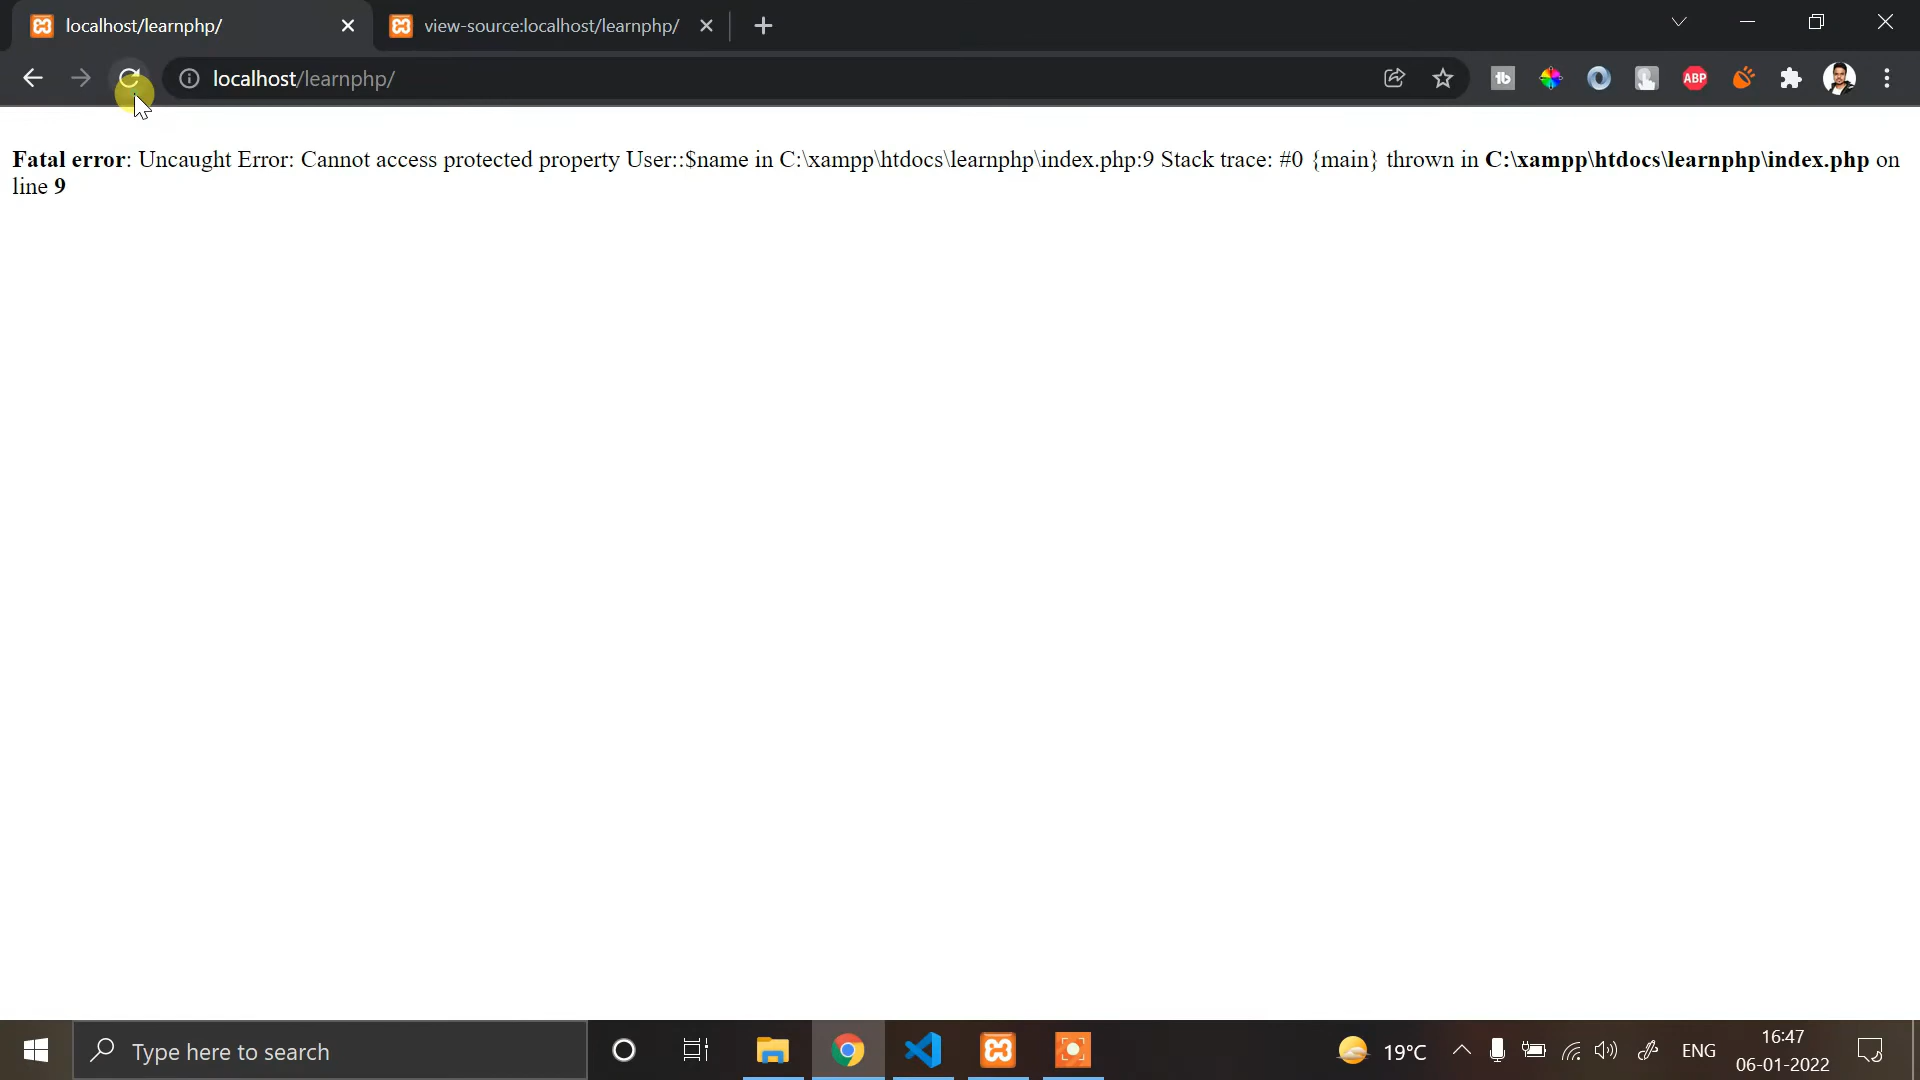 localhost/learnphp/
view-source:localhost/learnphp/
localhost/learnphp/
tb
ABP
Fatal error: Uncaught Error: Cannot access protected property User::$name in C:\xampp\htdocs\learnphp\index.php:9 Stack trace: #0 {main} thrown in C:\xampp\htdocs\learnphp\index.php on
line 9
Type here to search
19°C
ENG
16:47
06-01-2022